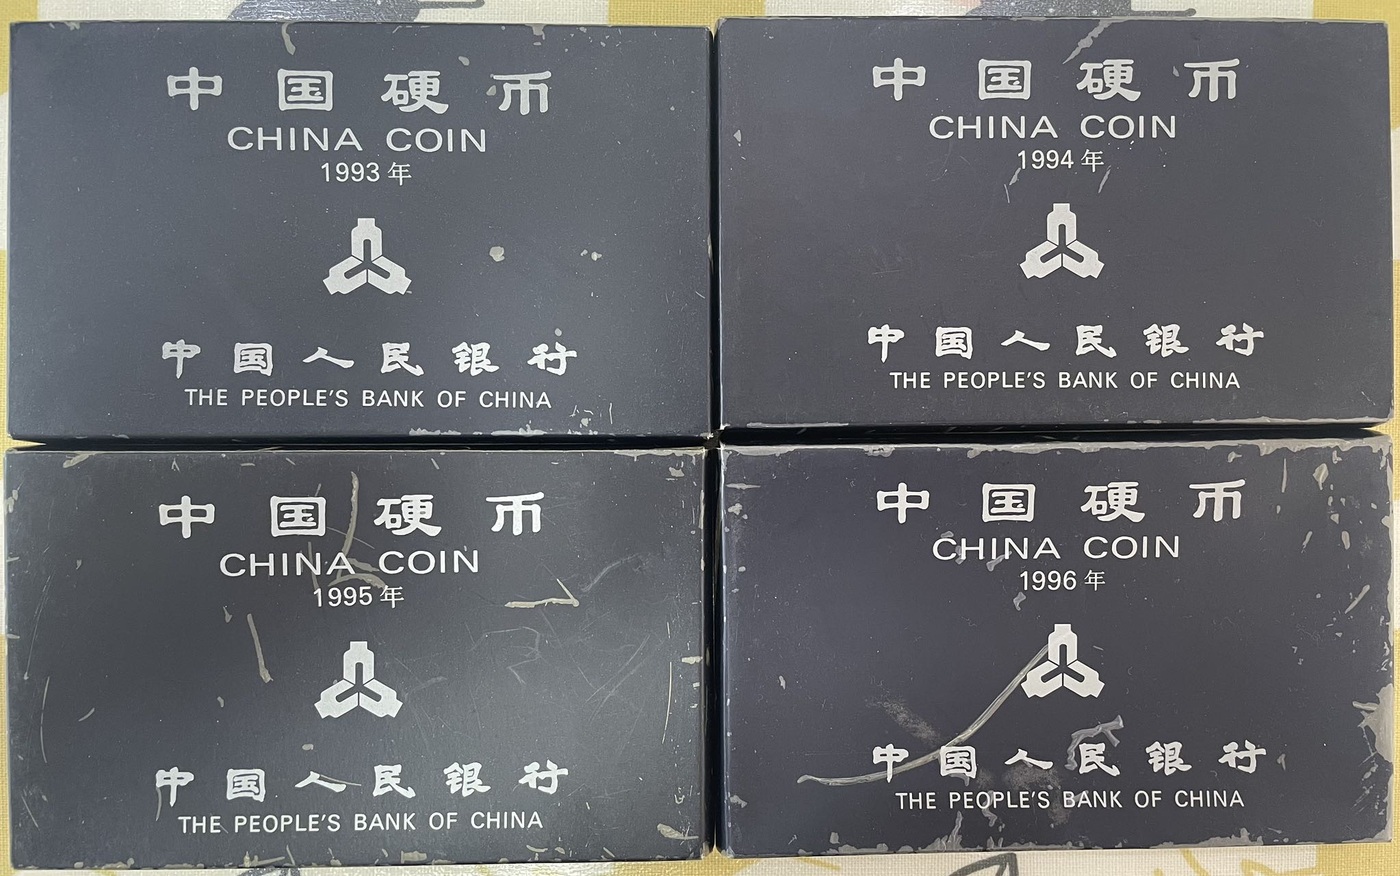 中国硬币
CHINA COIN
1993年
中国人民银行
THE PEOPLE'S BANK OF CHINA
中国硬币
CHINA COIN
1994年
中国人民银行
THE PEOPLE'S BANK OF CHINA
中国硬币
CHINA COIN
1995年
中国人民银行
THE PEOPLE'S BANK OF CHINA
中国硬币
CHINA COIN
1996年
中国人民银行
THE PEOPLE'S BANK OF CHINA